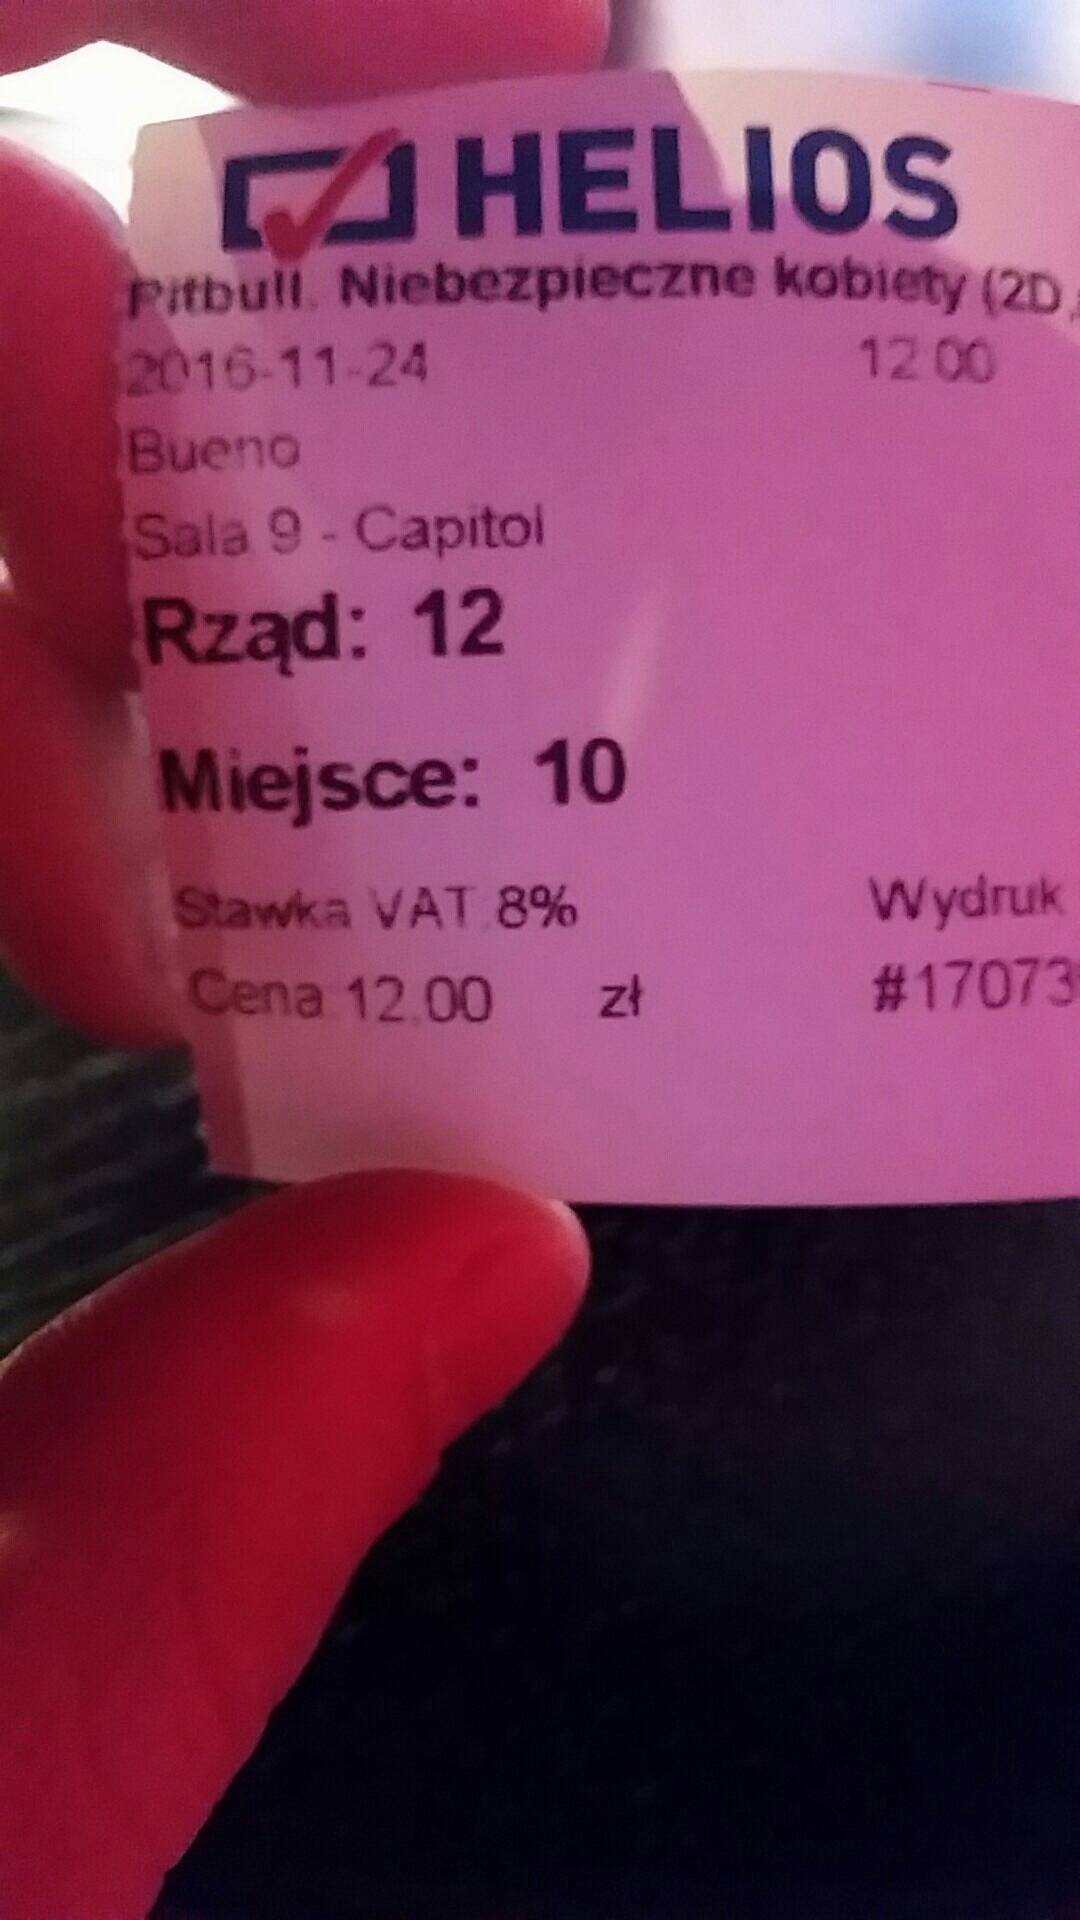 HELIOS
Pitbull. Niebezpieczne kobiety (2D,
2016-11-24 12:00
Bueno
Sala 9 - Capitol
Rząd: 12
Miejsce: 10
Stawka VAT 8% Wydruk
Cena 12.00 zł #17073